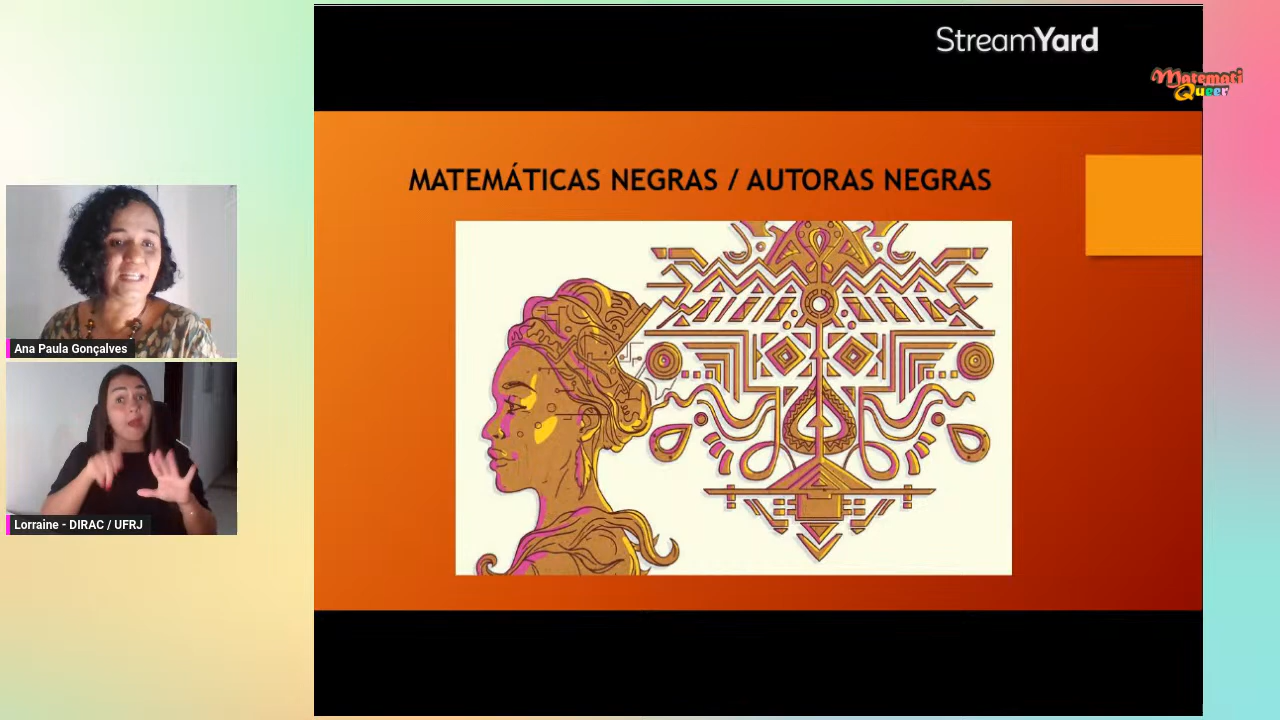 StreamYard
Matemati
Queer
MATEMÁTICAS NEGRAS / AUTORAS NEGRAS
Ana Paula Gonçalves
Lorraine - DIRAC / UFRJ